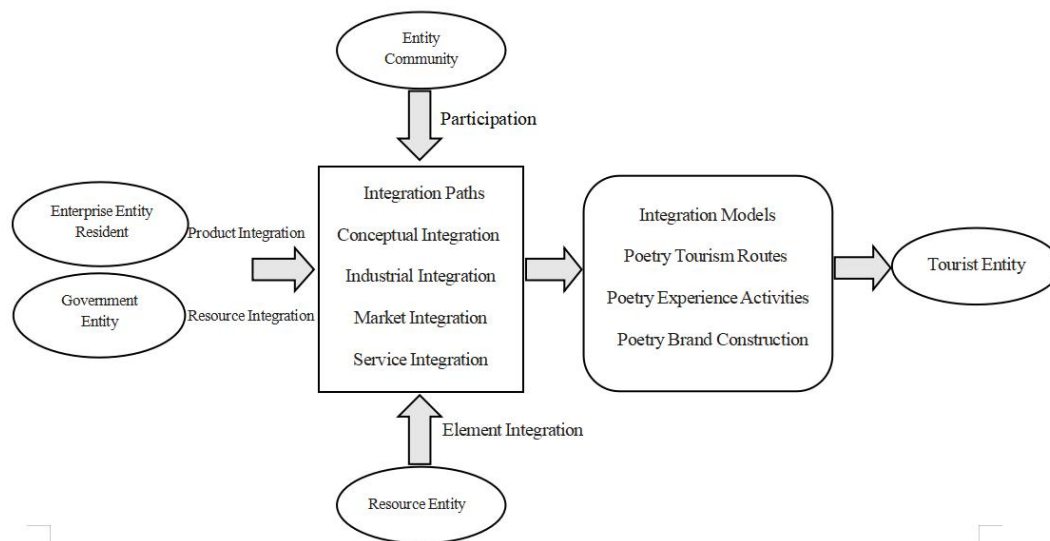 Entity
Community
Participation
Enterprise Entity
Resident
Product Integration
Government
Entity
Resource Integration
Integration Paths
Conceptual Integration
Industrial Integration
Market Integration
Service Integration
Integration Models
Poetry Tourism Routes
Poetry Experience Activities
Poetry Brand Construction
Tourist Entity
Element Integration
Resource Entity